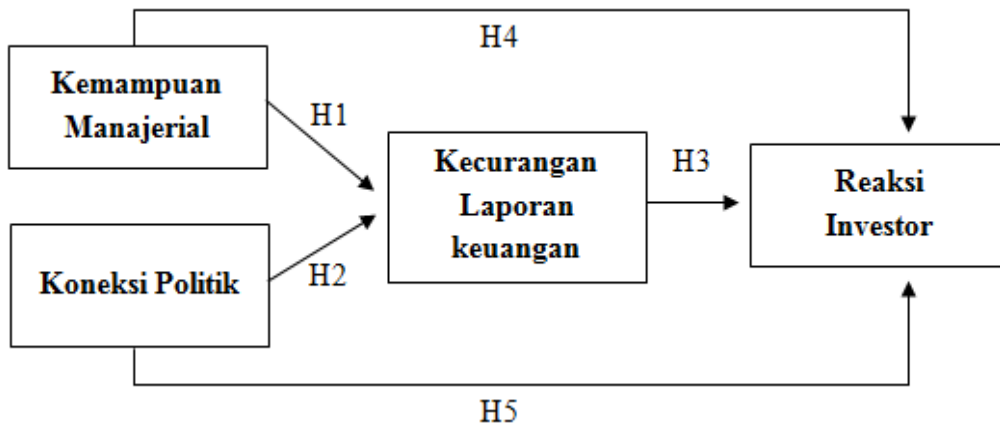 H4
Kemampuan
Manajerial
H1
Kecurangan
Laporan
keuangan
H3
Reaksi
Investor
Koneksi Politik
H2
H5